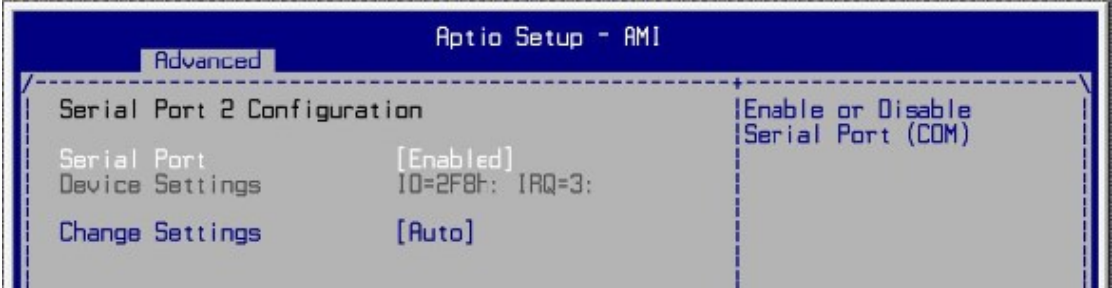 Aptio Setup - AMI
Advanced
Serial Port 2 Configuration
Serial Port [Enabled]
Device Settings IO=2F8h; IRQ=3;
Change Settings [Auto]
Enable or Disable
Serial Port (COM)